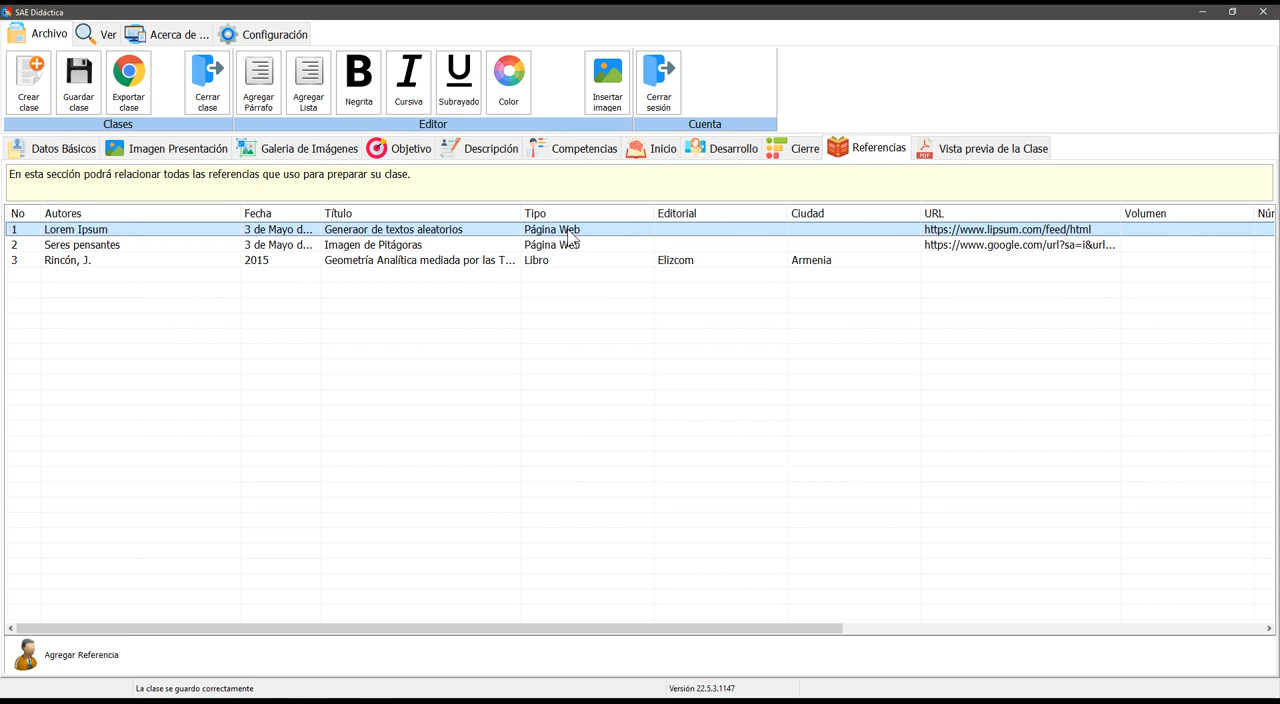 SAE Didáctica
Archivo Ver Acerca de ... Configuración
Crear clase Guardar clase Exportar clase Cerrar clase Agregar Párrafo Agregar Lista B Negrita I Cursiva U Subrayado Color Insertar imagen Cerrar sesión
Clases Editor Cuenta
Datos Básicos Imagen Presentación Galeria de Imágenes Objetivo Descripción Competencias Inicio Desarrollo Cierre Referencias PDF Vista previa de la Clase
En esta sección podrá relacionar todas las referencias que uso para preparar su clase.
No Autores Fecha Título Tipo Editorial Ciudad URL Volumen Núr
1 Lorem Ipsum 3 de Mayo d... Generaor de textos aleatorios Página Web https://www.lipsum.com/feed/html
2 Seres pensantes 3 de Mayo d... Imagen de Pitágoras Página Web https://www.google.com/url?sa=i&url...
3 Rincón, J. 2015 Geometría Analítica mediada por las T... Libro Elizcom Armenia
Agregar Referencia
La clase se guardo correctamente Versión 22.5.3.1147